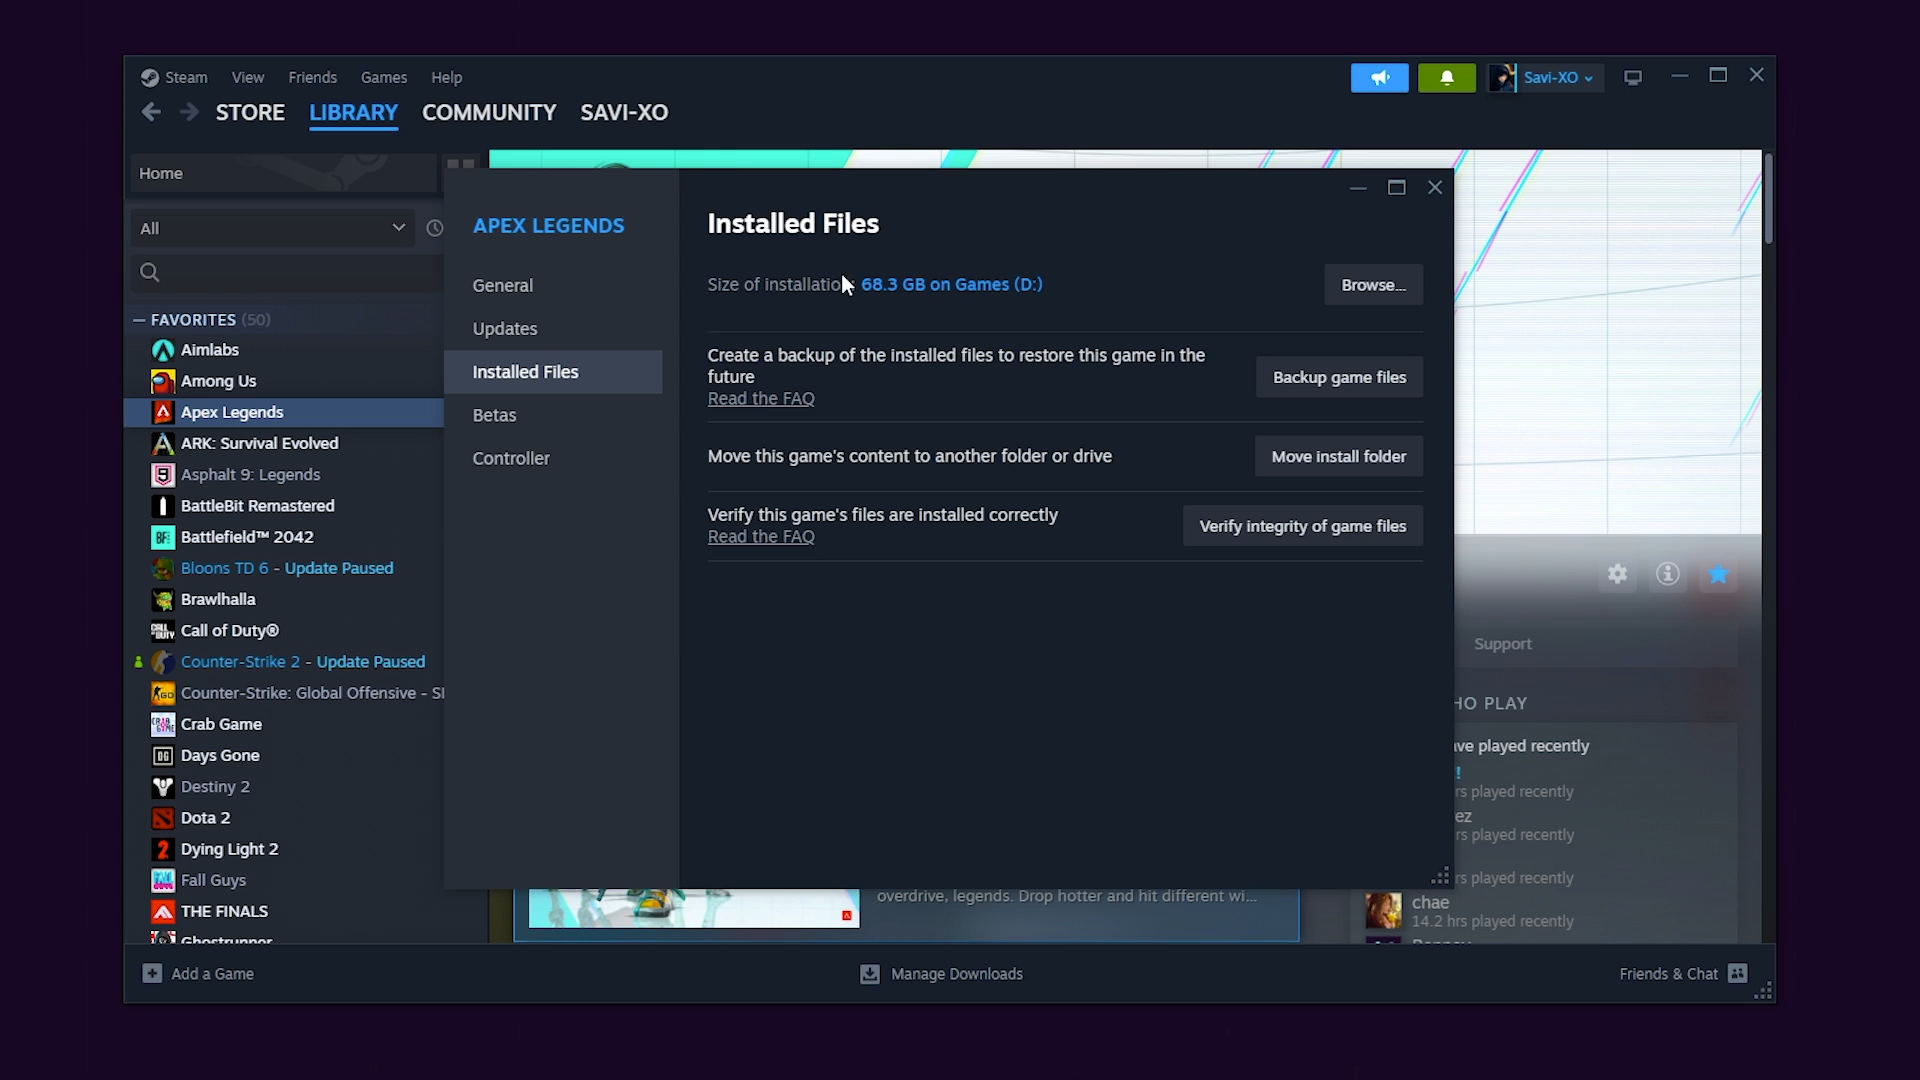 Steam View Friends Games Help
Savi-XO
STORE LIBRARY COMMUNITY SAVI-XO
Home
All
FAVORITES (50)
Aimlabs
Among Us
Apex Legends
ARK: Survival Evolved
Asphalt 9: Legends
BattleBit Remastered
Battlefield™ 2042
Bloons TD 6 - Update Paused
Brawlhalla
Call of Duty®
Counter-Strike 2 - Update Paused
Counter-Strike: Global Offensive -
Crab Game
Days Gone
Destiny 2
Dota 2
Dying Light 2
Fall Guys
THE FINALS
Ghostrunner
APEX LEGENDS
General
Updates
Installed Files
Betas
Controller
Installed Files
Size of installation 68.3 GB on Games (D:)
Browse...
Create a backup of the installed files to restore this game in the
future
Read the FAQ
Backup game files
Move this game's content to another folder or drive
Move install folder
Verify this game's files are installed correctly
Read the FAQ
Verify integrity of game files
Support
HO PLAY
ve played recently
rs played recently
ez
rs played recently
rs played recently
chae
14.2 hrs played recently
overdrive, legends. Drop hotter and hit different wi...
Add a Game
Manage Downloads
Friends & Chat